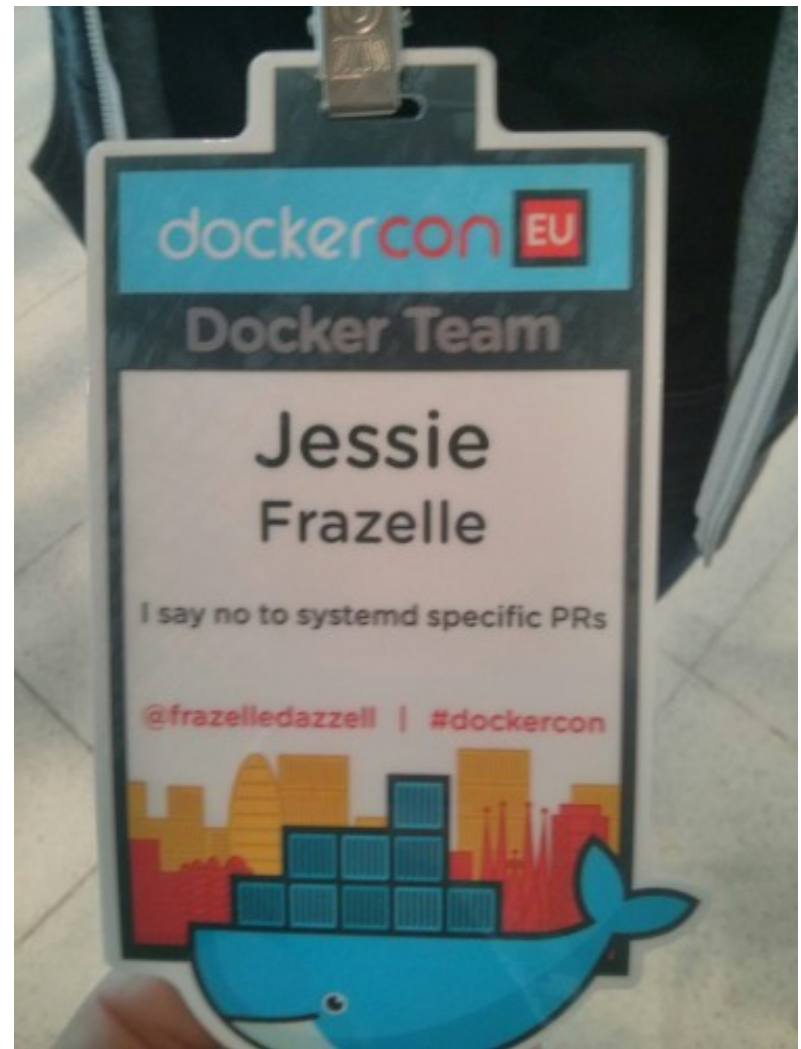 dockercon EU
Docker Team
Jessie
Frazelle
I say no to systemd specific PRs
@frazelledazzell | #dockercon